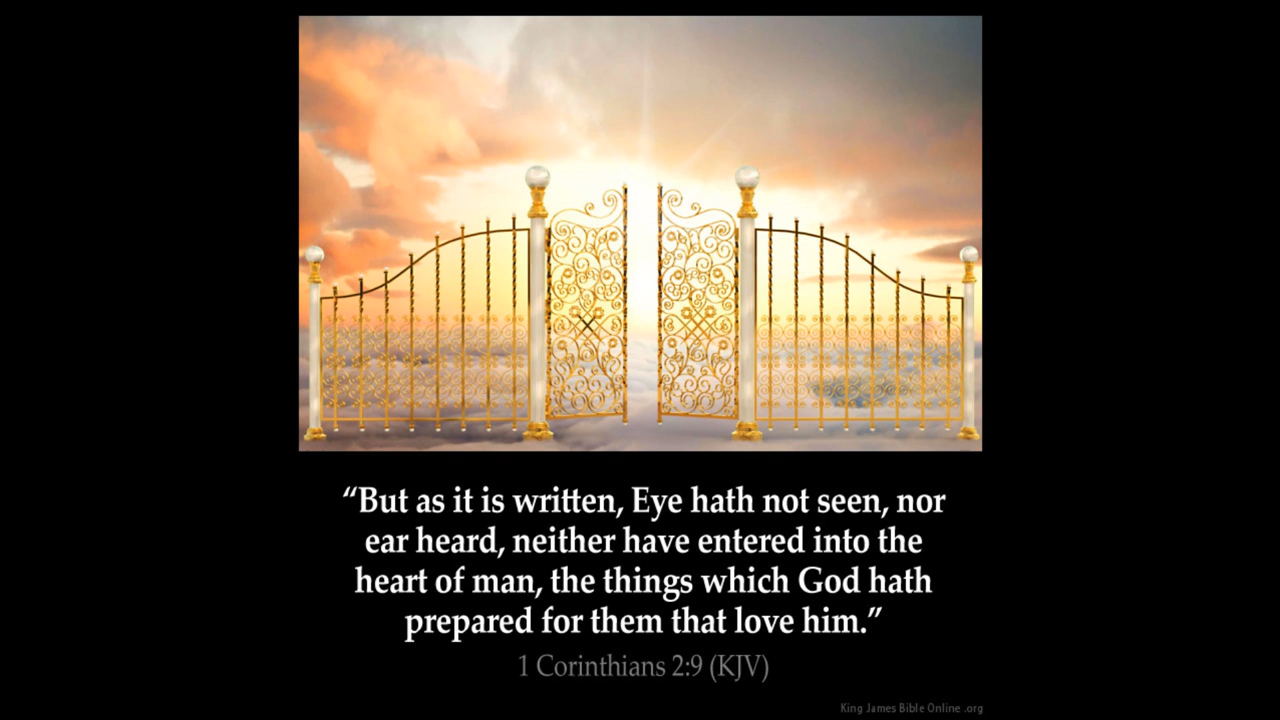 “But as it is written, Eye hath not seen, nor
ear heard, neither have entered into the
heart of man, the things which God hath
prepared for them that love him.”
1 Corinthians 2:9 (KJV)
King James Bible Online .org